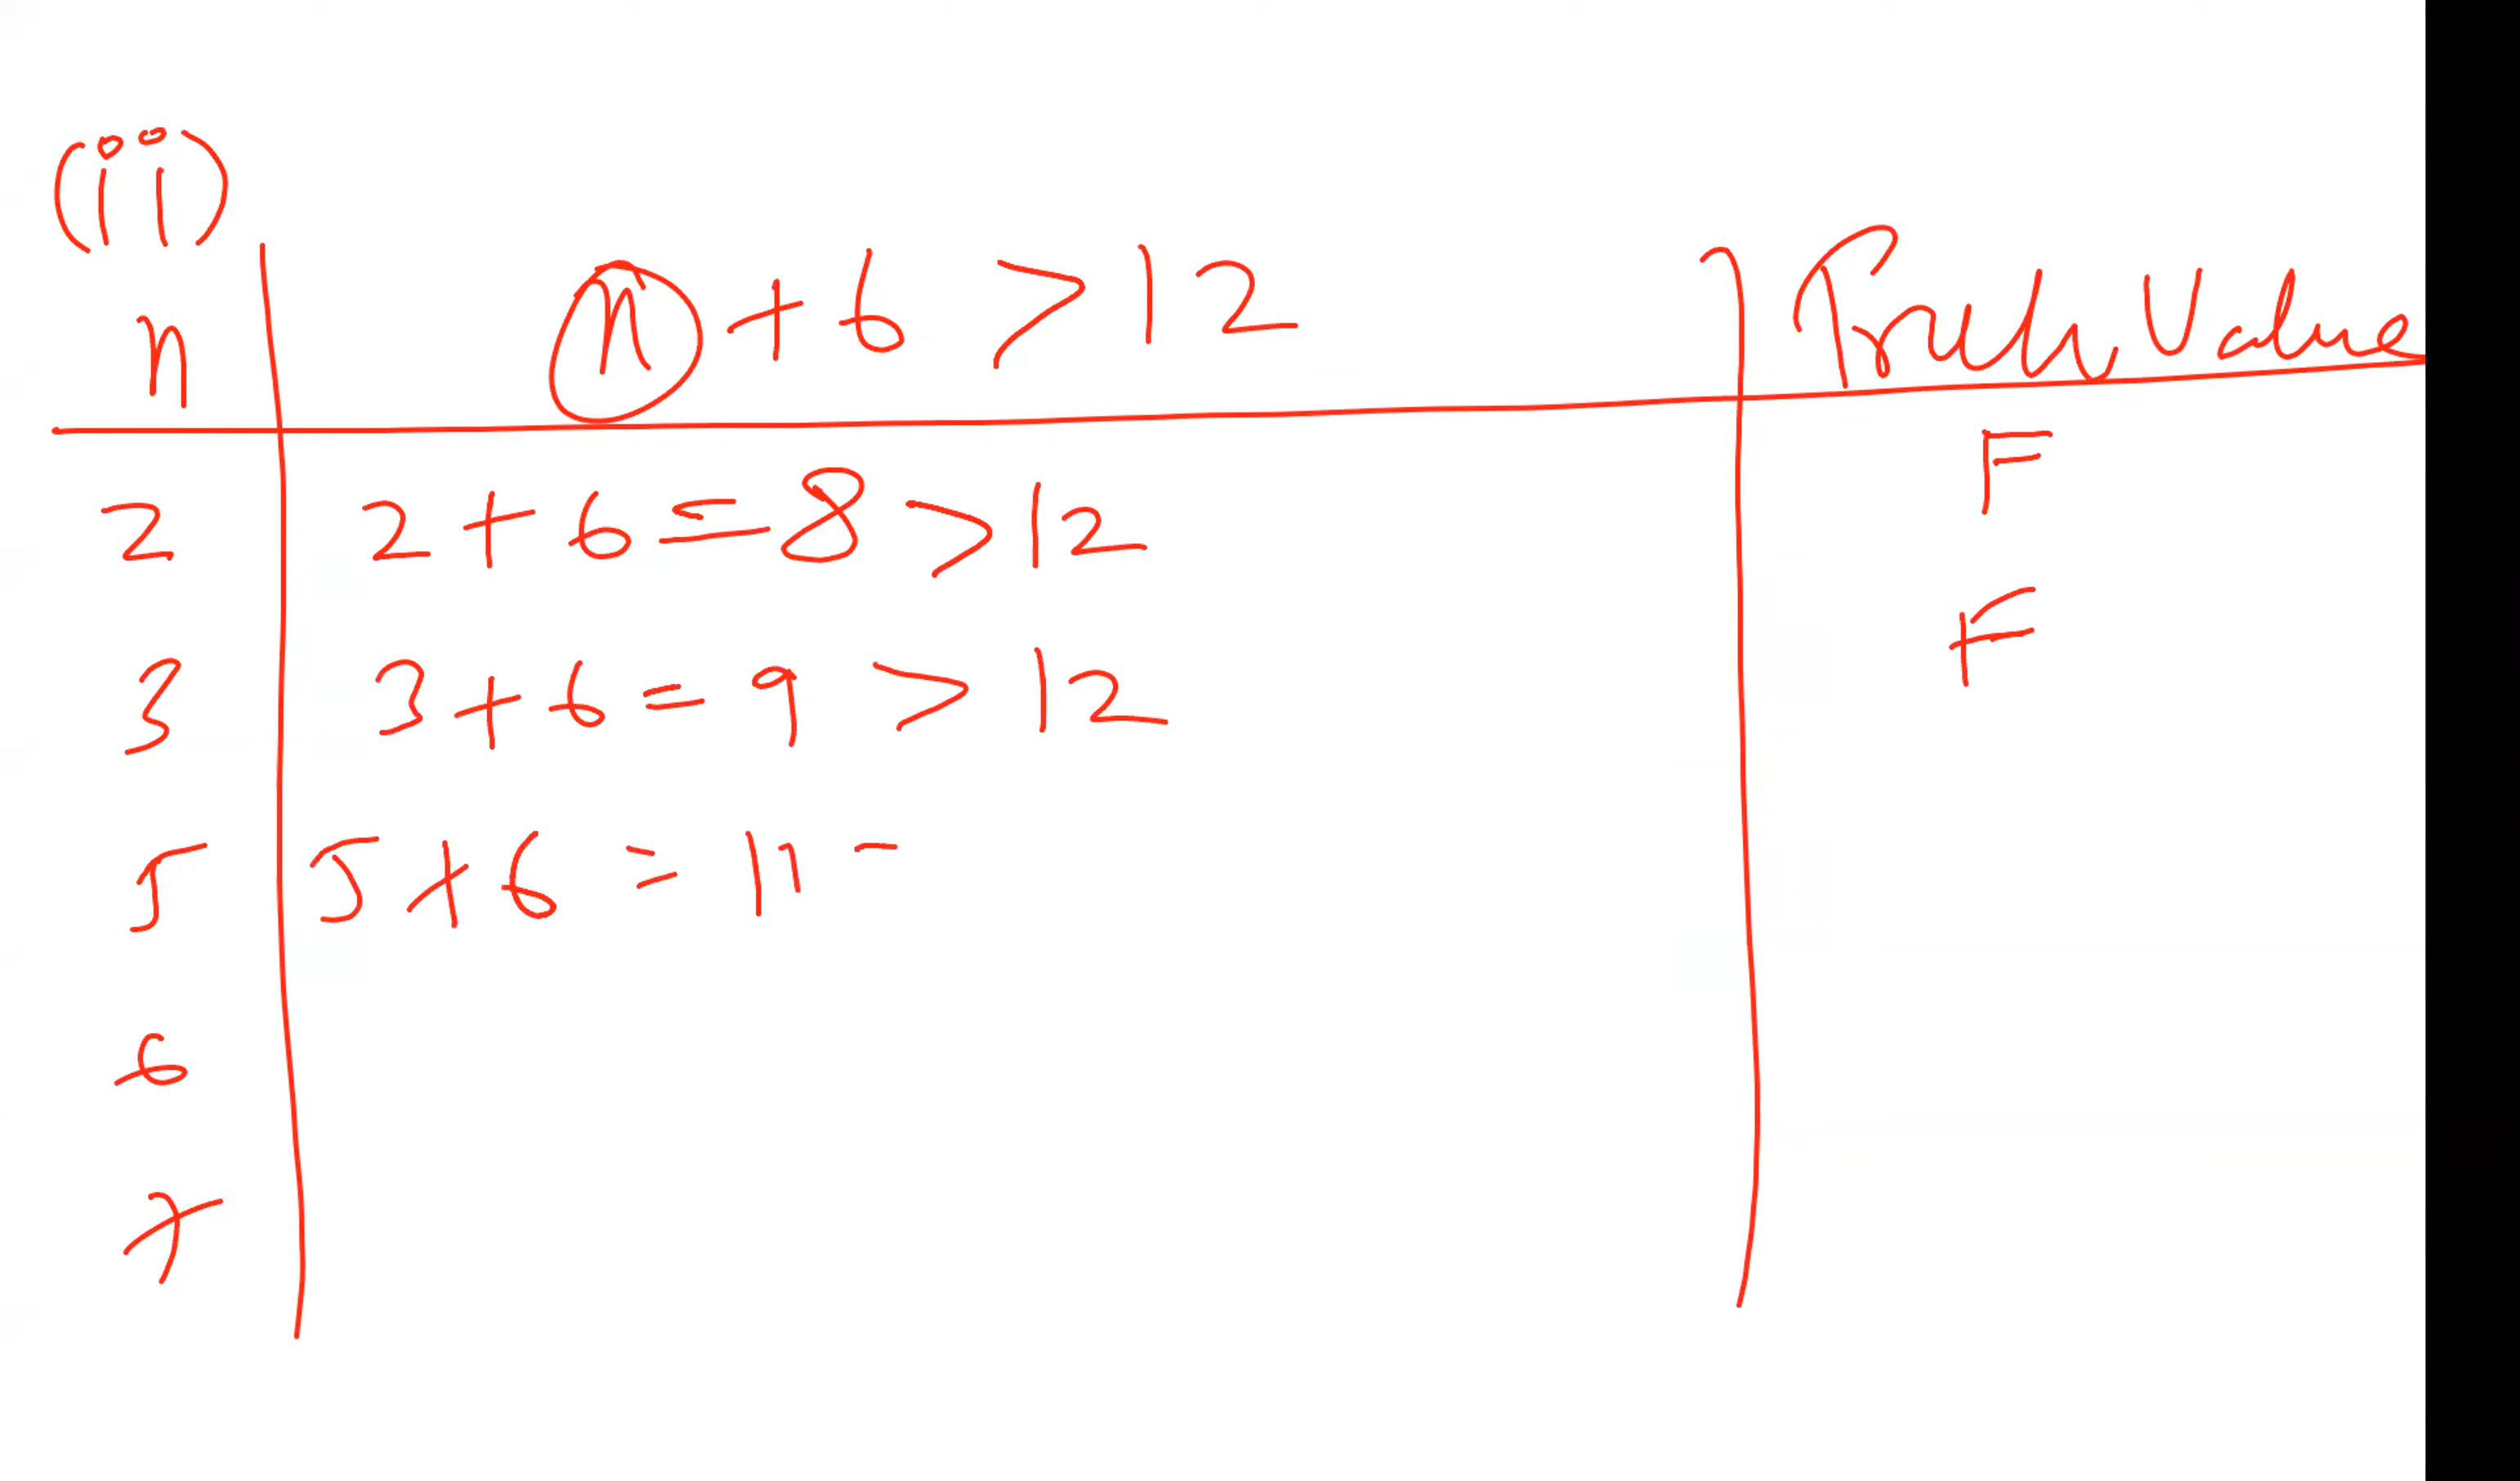 (ii)
n n + 6 > 12 Truth Value
2 2 + 6 = 8 > 12 F
3 3 + 6 = 9 > 12 F
5 5 + 6 = 11 -
6
7